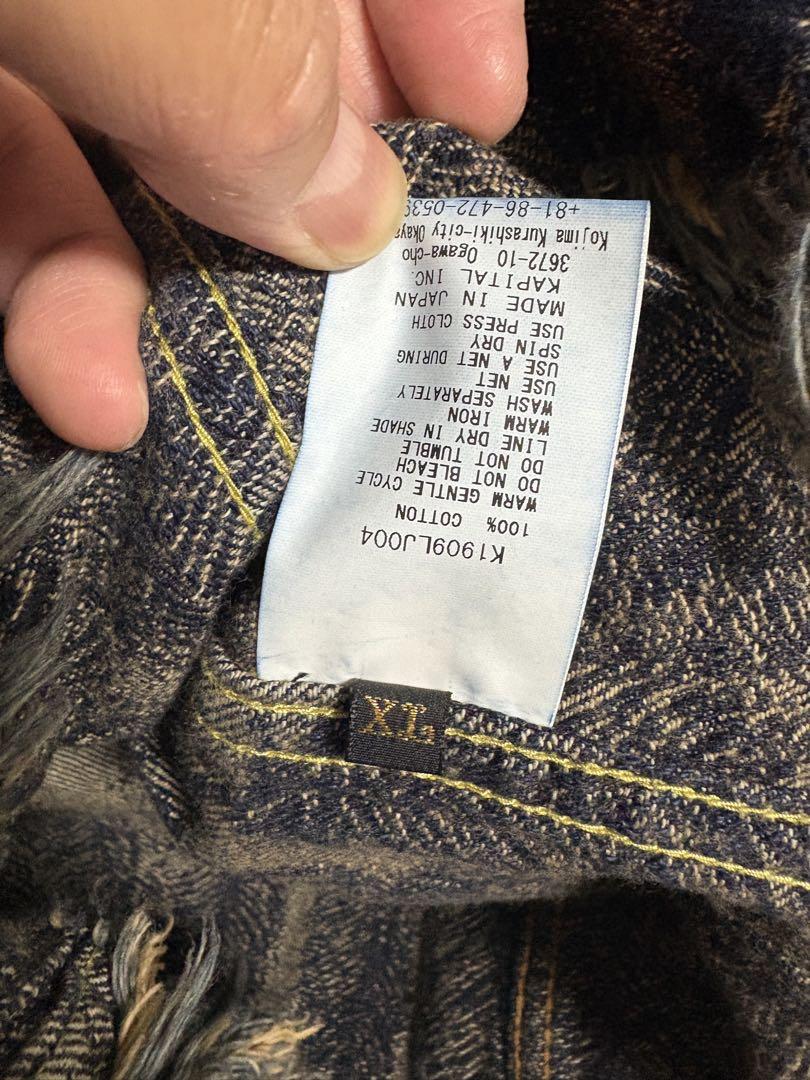 K1909LJ004
100% COTTON
WARM GENTLE CYCLE
DO NOT BLEACH
DO NOT TUMBLE
LINE DRY IN SHADE
WARM IRON
WASH SEPARATELY
USE NET
USE A NET DURING
SPIN DRY
USE PRESS CLOTH
MADE IN JAPAN
KAPITAL INC.
3672-10 Ogawa-cho
Kojima Kurashiki-city
+81-86-472-053
XL